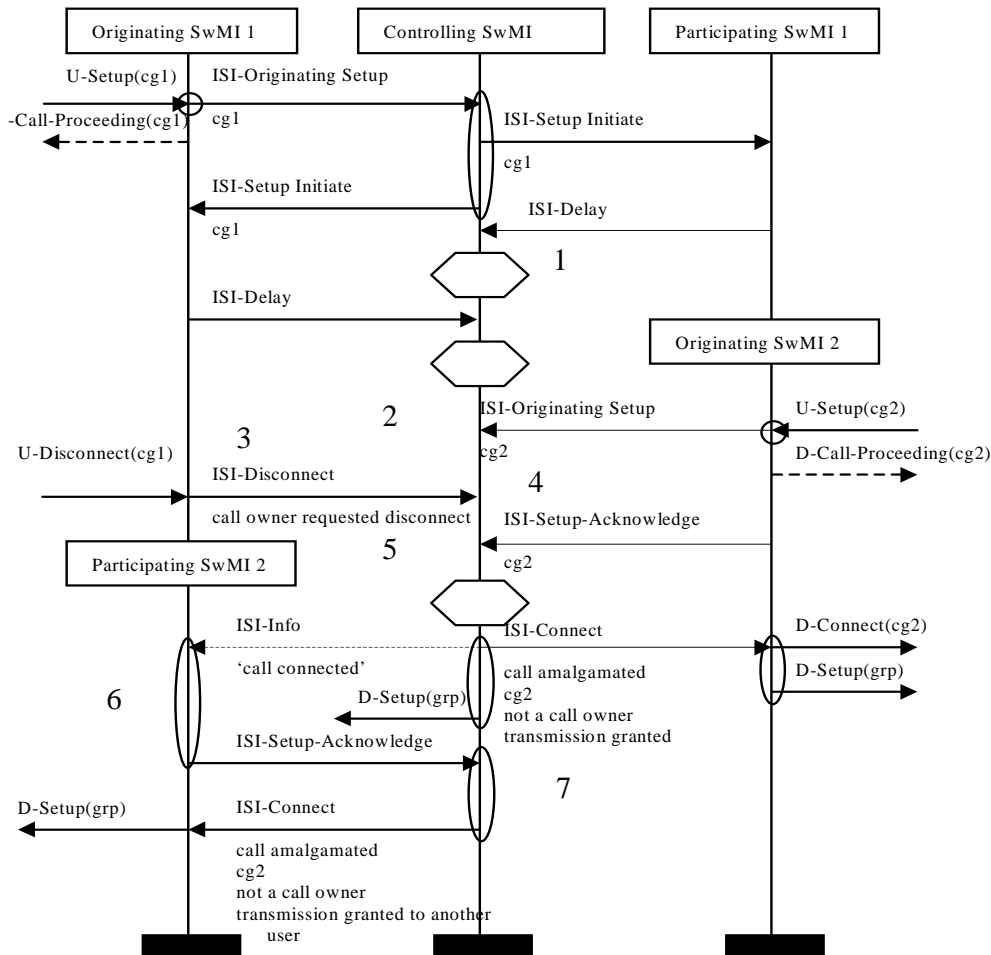 Originating SwMI 1
Controlling SwMI
Participating SwMI 1
U-Setup(cg1)
ISI-Originating Setup
-Call-Proceeding(cg1)
cg1
ISI-Setup Initiate
cg1
ISI-Setup Initiate
cg1
ISI-Delay
1
ISI-Delay
Originating SwMI 2
2
ISI-Originating Setup
U-Setup(cg2)
3
cg2
U-Disconnect(cg1)
D-Call-Proceeding(cg2)
ISI-Disconnect
4
call owner requested disconnect
ISI-Setup-Acknowledge
5
cg2
Participating SwMI 2
ISI-Info
ISI-Connect
D-Connect(cg2)
‘call connected’
call amalgamated
cg2
not a call owner
transmission granted
D-Setup(grp)
6
D-Setup(grp)
ISI-Setup-Acknowledge
7
D-Setup(grp)
ISI-Connect
call amalgamated
cg2
not a call owner
transmission granted to another
user